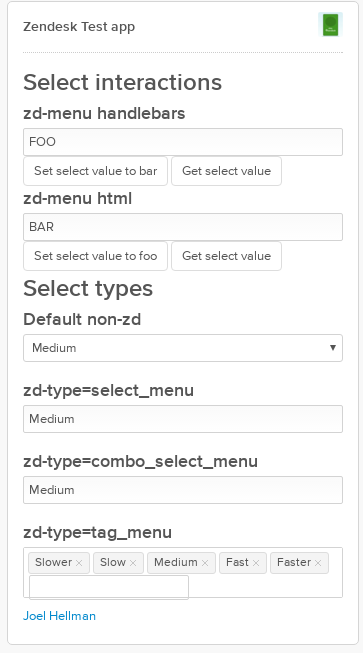 Zendesk Test app
Select interactions
zd-menu handlebars
FOO
Set select value to bar Get select value
zd-menu html
BAR
Set select value to foo Get select value
Select types
Default non-zd
Medium ▼
zd-type=select_menu
Medium
zd-type=combo_select_menu
Medium
zd-type=tag_menu
Slower × Slow × Medium × Fast × Faster ×
Joel Hellman